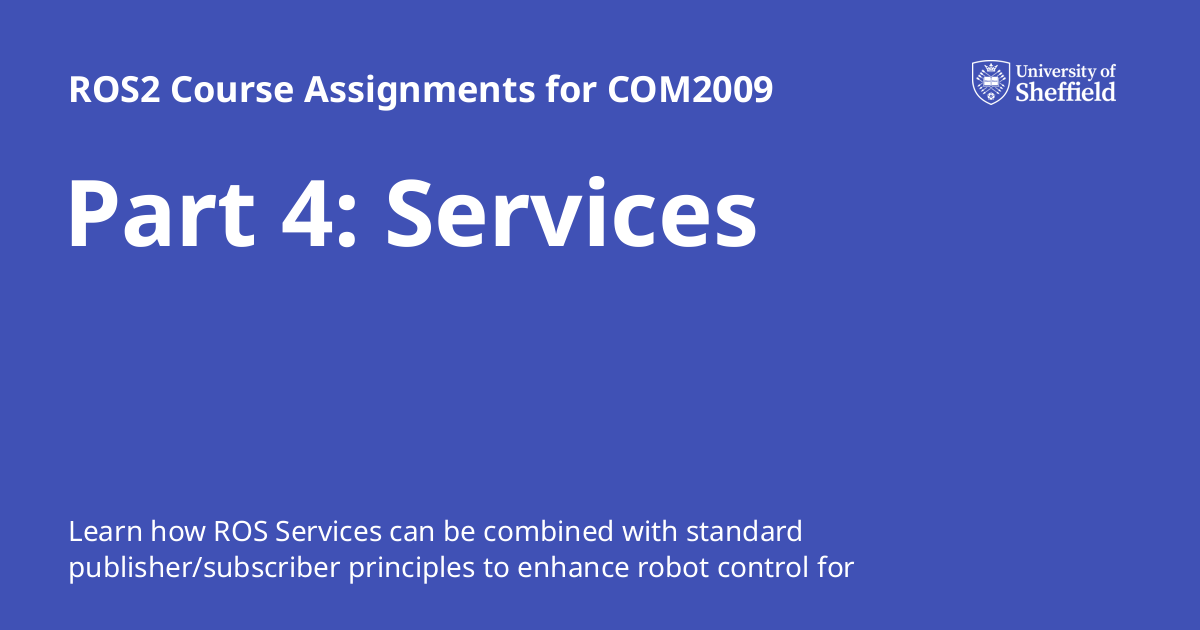 ROS2 Course Assignments for COM2009
University of
Sheffield
Part 4: Services
Learn how ROS Services can be combined with standard
publisher/subscriber principles to enhance robot control for